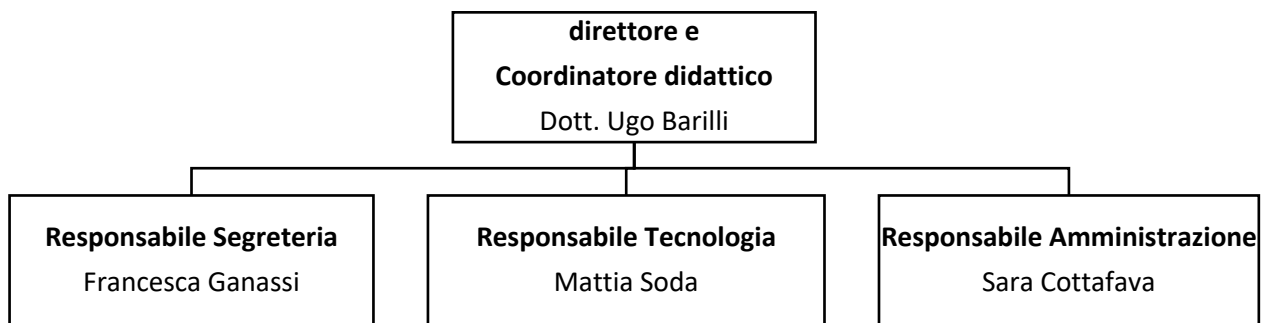 direttore e
Coordinatore didattico
Dott. Ugo Barilli
Responsabile Segreteria
Francesca Ganassi
Responsabile Tecnologia
Mattia Soda
Responsabile Amministrazione
Sara Cottafava